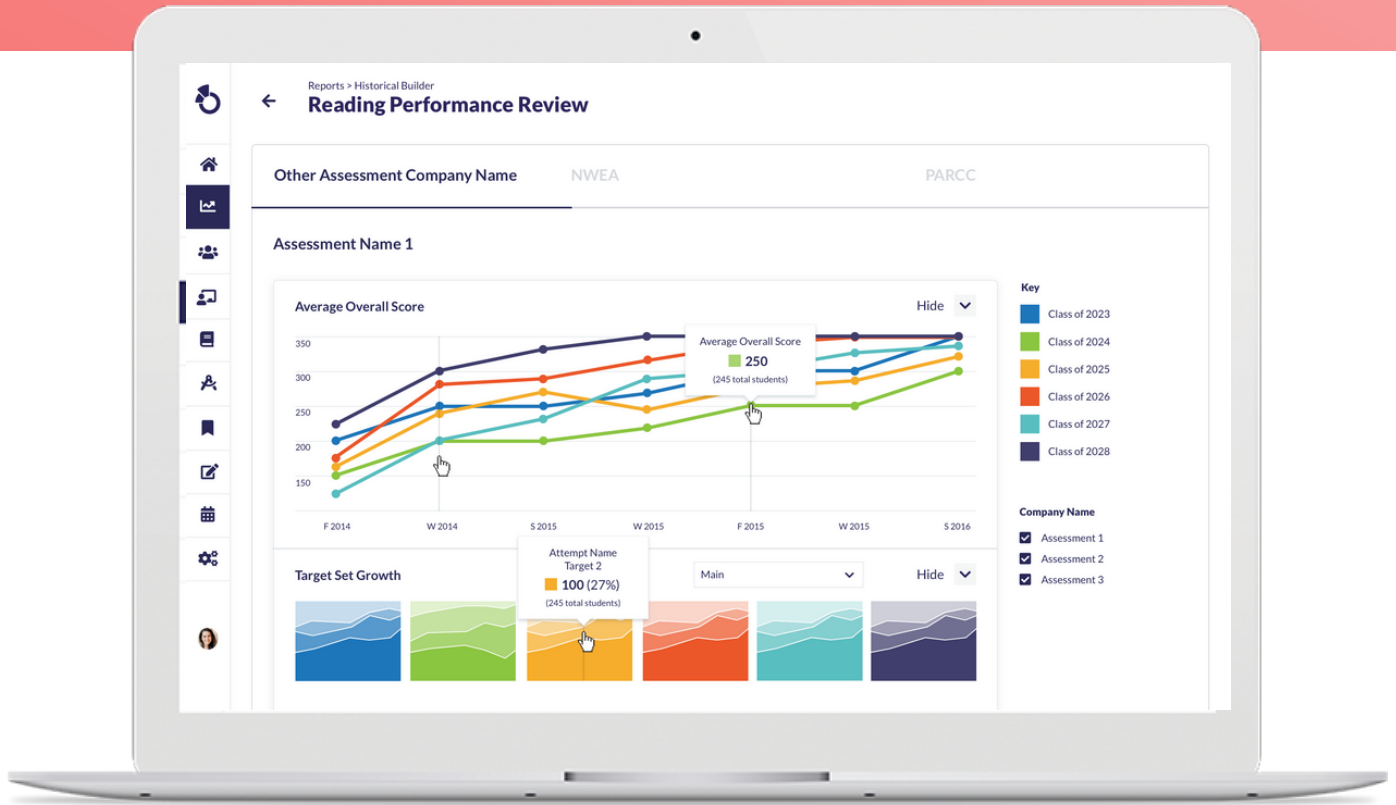 Reports > Historical Builder
Reading Performance Review
Other Assessment Company Name
NWEA
PARCC
Assessment Name 1
Average Overall Score
Hide
350
300
250
200
150
F 2014
W 2014
S 2015
W 2015
F 2015
W 2015
S 2016
Average Overall Score
250
(245 total students)
Key
Class of 2023
Class of 2024
Class of 2025
Class of 2026
Class of 2027
Class of 2028
Company Name
Assessment 1
Assessment 2
Assessment 3
Target Set Growth
Attempt Name
Target 2
100 (27%)
(245 total students)
Main
Hide